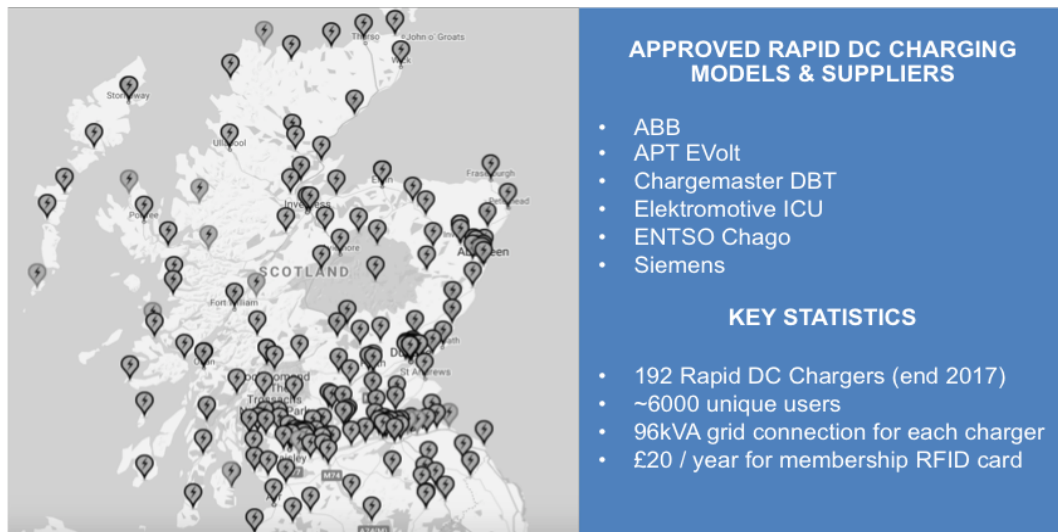 Thurso
John o' Groats
Wick
Stornoway
Ullapool
Elgin
Fraserburgh
Peterhead
Portree
Inverness
Aberdeen
SCOTLAND
Fort William
Oban
St Andrews
Trossachs
M74
A74(M)
APPROVED RAPID DC CHARGING
MODELS & SUPPLIERS
• ABB
• APT EVolt
• Chargemaster DBT
• Elektromotive ICU
• ENTSO Chago
• Siemens
KEY STATISTICS
• 192 Rapid DC Chargers (end 2017)
• ~6000 unique users
• 96kVA grid connection for each charger
• £20 / year for membership RFID card